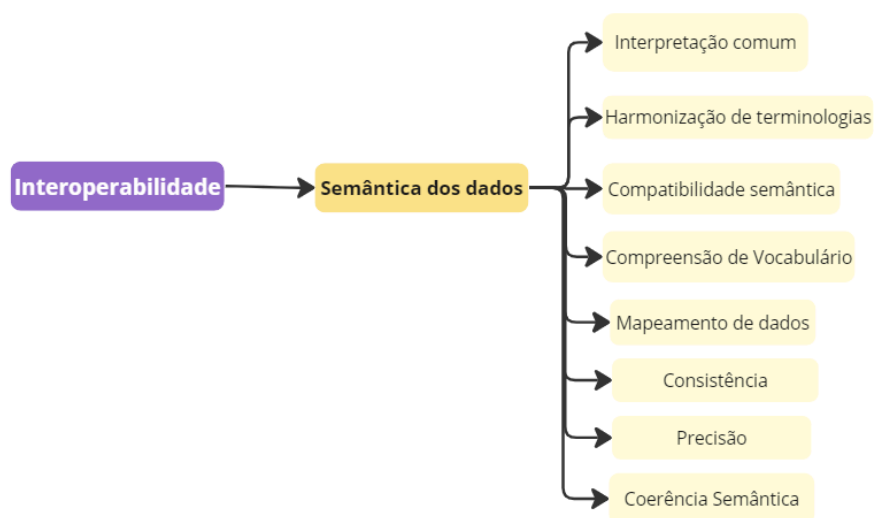 Interoperabilidade
Semântica dos dados
Interpretação comum
Harmonização de terminologias
Compatibilidade semântica
Compreensão de Vocabulário
Mapeamento de dados
Consistência
Precisão
Coerência Semântica